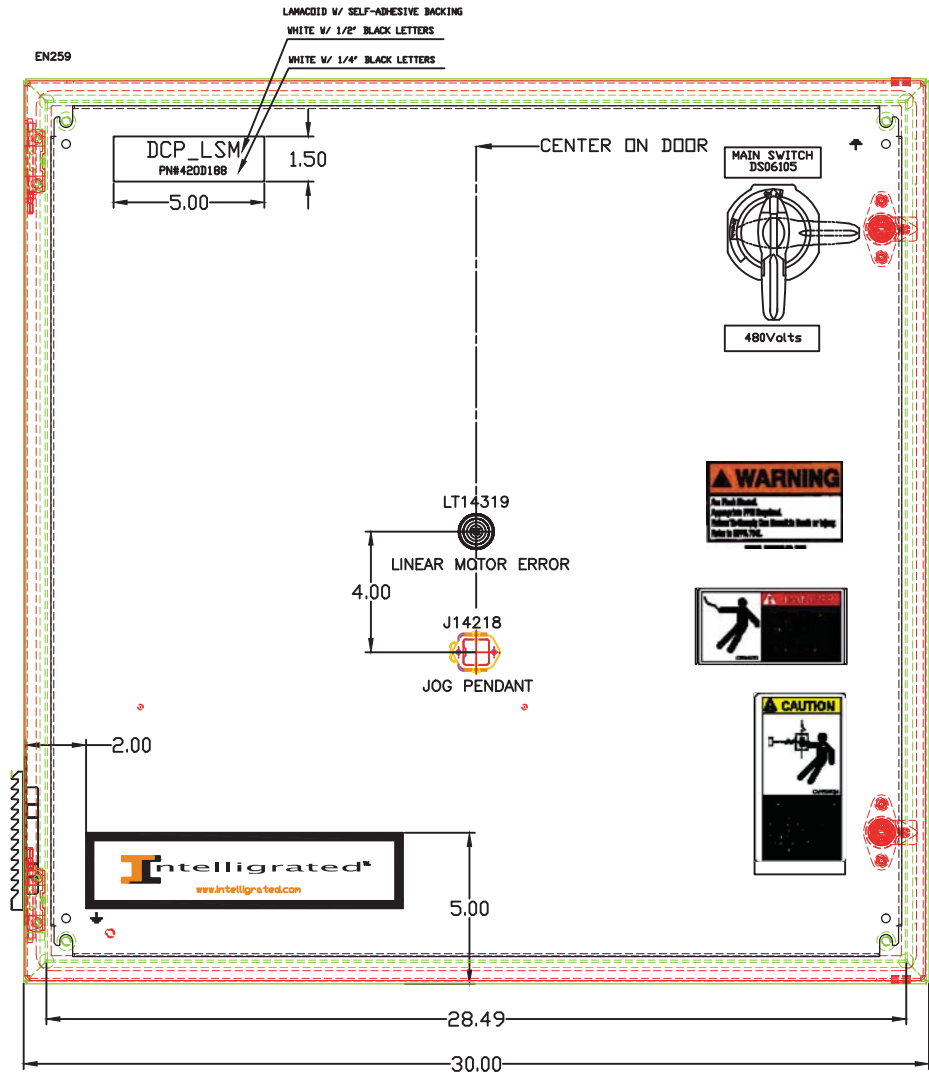 LAMACOID W/ SELF-ADHESIVE BACKING
WHITE W/ 1/2" BLACK LETTERS
WHITE W/ 1/4" BLACK LETTERS
EN259
DCP_LSM
PN#420D188
1.50
5.00
CENTER ON DOOR
MAIN SWITCH
DS06105
480Volts
WARNING
LT14319
LINEAR MOTOR ERROR
4.00
J14218
JOG PENDANT
CAUTION
2.00
Intelligrated
www.intelligrated.com
5.00
28.49
30.00